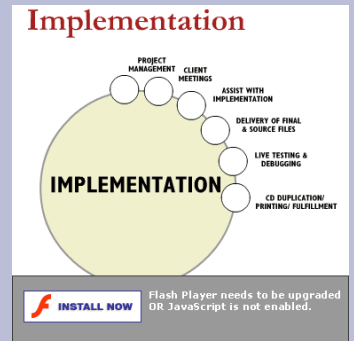 Implementation
PROJECT
MANAGEMENT
CLIENT
MEETINGS
ASSIST WITH
IMPLEMENTATION
DELIVERY OF FINAL
& SOURCE FILES
LIVE TESTING &
DEBUGGING
CD DUPLICATION/
PRINTING/ FULFILLMENT
IMPLEMENTATION
INSTALL NOW
Flash Player needs to be upgraded
OR JavaScript is not enabled.